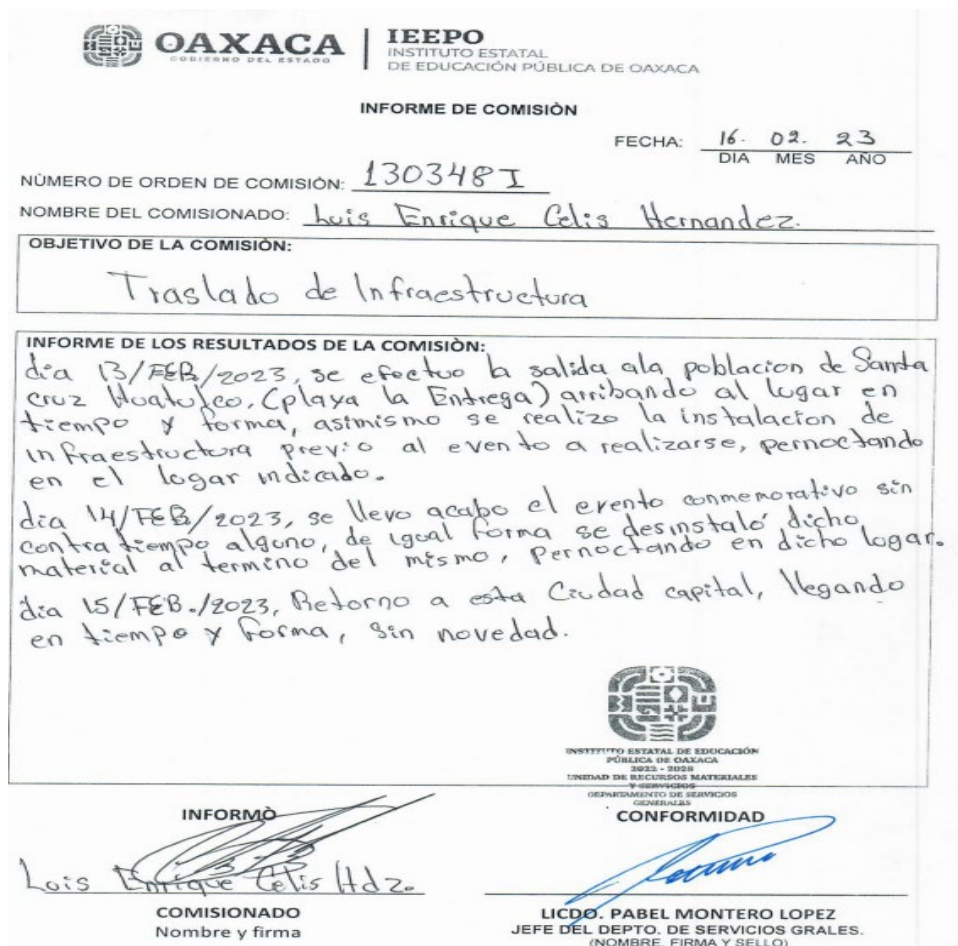 OAXACA
GOBIERNO DEL ESTADO
IEEPO
INSTITUTO ESTATAL
DE EDUCACIÓN PÚBLICA DE OAXACA
INFORME DE COMISIÒN
FECHA: 16. 02. 23
DIA MES AÑO
NÙMERO DE ORDEN DE COMISIÒN: 130348I
NOMBRE DEL COMISIONADO: Luis Enrique Celis Hernandez.
OBJETIVO DE LA COMISIÒN:
Traslado de Infraestructura
INFORME DE LOS RESULTADOS DE LA COMISIÒN:
dia 13/FEB/2023, se efectuo la salida ala poblacion de Santa
cruz Huatulco, (playa la Entrega) arribando al lugar en
tiempo y forma, asimismo se realizo la instalacion de
infraestructura previo al evento a realizarse, pernoctando
en el lugar indicado.
dia 14/FEB/2023, se llevo acabo el evento conmemorativo sin
contratiempo alguno, de igual forma se desinstaló dicho
material al termino del mismo, pernoctando en dicho lugar.
dia 15/FEB./2023, Retorno a esta Ciudad capital, llegando
en tiempo y forma, sin novedad.
INSTITUTO ESTATAL DE EDUCACIÓN
PÚBLICA DE OAXACA
2022 - 2028
UNIDAD DE RECURSOS MATERIALES
Y SERVICIOS
DEPARTAMENTO DE SERVICIOS
GENERALES
INFORMÒ
CONFORMIDAD
Luis Enrique Celis Hdz.
COMISIONADO
Nombre y firma
LICDO. PABEL MONTERO LOPEZ
JEFE DEL DEPTO. DE SERVICIOS GRALES.
(NOMBRE, FIRMA Y SELLO)